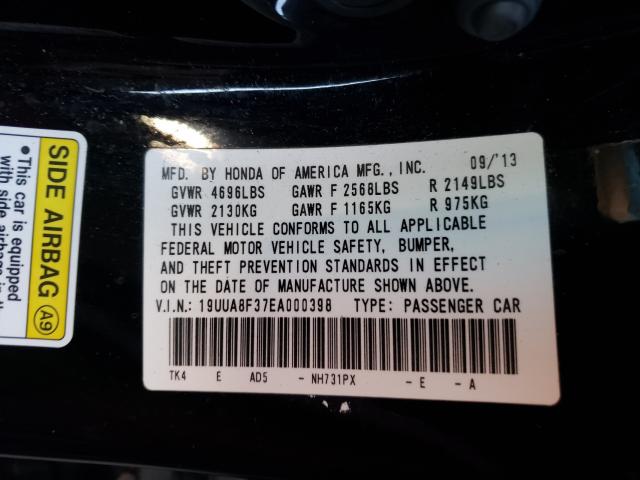 SIDE AIRBAG A9
• This car is equipped
with side airbags in the
MFD. BY HONDA OF AMERICA MFG., INC. 09/'13
GVWR 4696LBS GAWR F 2568LBS R 2149LBS
GVWR 2130KG GAWR F 1165KG R 975KG
THIS VEHICLE CONFORMS TO ALL APPLICABLE
FEDERAL MOTOR VEHICLE SAFETY, BUMPER,
AND THEFT PREVENTION STANDARDS IN EFFECT
ON THE DATE OF MANUFACTURE SHOWN ABOVE.
V.I.N.: 19UUA8F37EA000398 TYPE: PASSENGER CAR
TK4 E AD5 - NH731PX - E - A